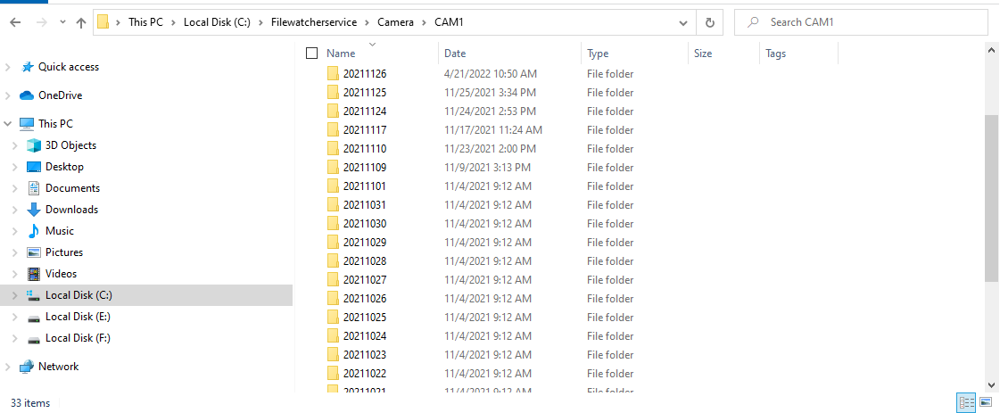 This PC > Local Disk (C:) > Filewatcherservice > Camera > CAM1
Search CAM1
Quick access
OneDrive
This PC
3D Objects
Desktop
Documents
Downloads
Music
Pictures
Videos
Local Disk (C:)
Local Disk (E:)
Local Disk (F:)
Network
Name Date Type Size Tags
20211126 4/21/2022 10:50 AM File folder
20211125 11/25/2021 3:34 PM File folder
20211124 11/24/2021 2:53 PM File folder
20211117 11/17/2021 11:24 AM File folder
20211110 11/23/2021 2:00 PM File folder
20211109 11/9/2021 3:13 PM File folder
20211101 11/4/2021 9:12 AM File folder
20211031 11/4/2021 9:12 AM File folder
20211030 11/4/2021 9:12 AM File folder
20211029 11/4/2021 9:12 AM File folder
20211028 11/4/2021 9:12 AM File folder
20211027 11/4/2021 9:12 AM File folder
20211026 11/4/2021 9:12 AM File folder
20211025 11/4/2021 9:12 AM File folder
20211024 11/4/2021 9:12 AM File folder
20211023 11/4/2021 9:12 AM File folder
20211022 11/4/2021 9:12 AM File folder
20211021 11/4/2021 9:12 AM File folder
33 items